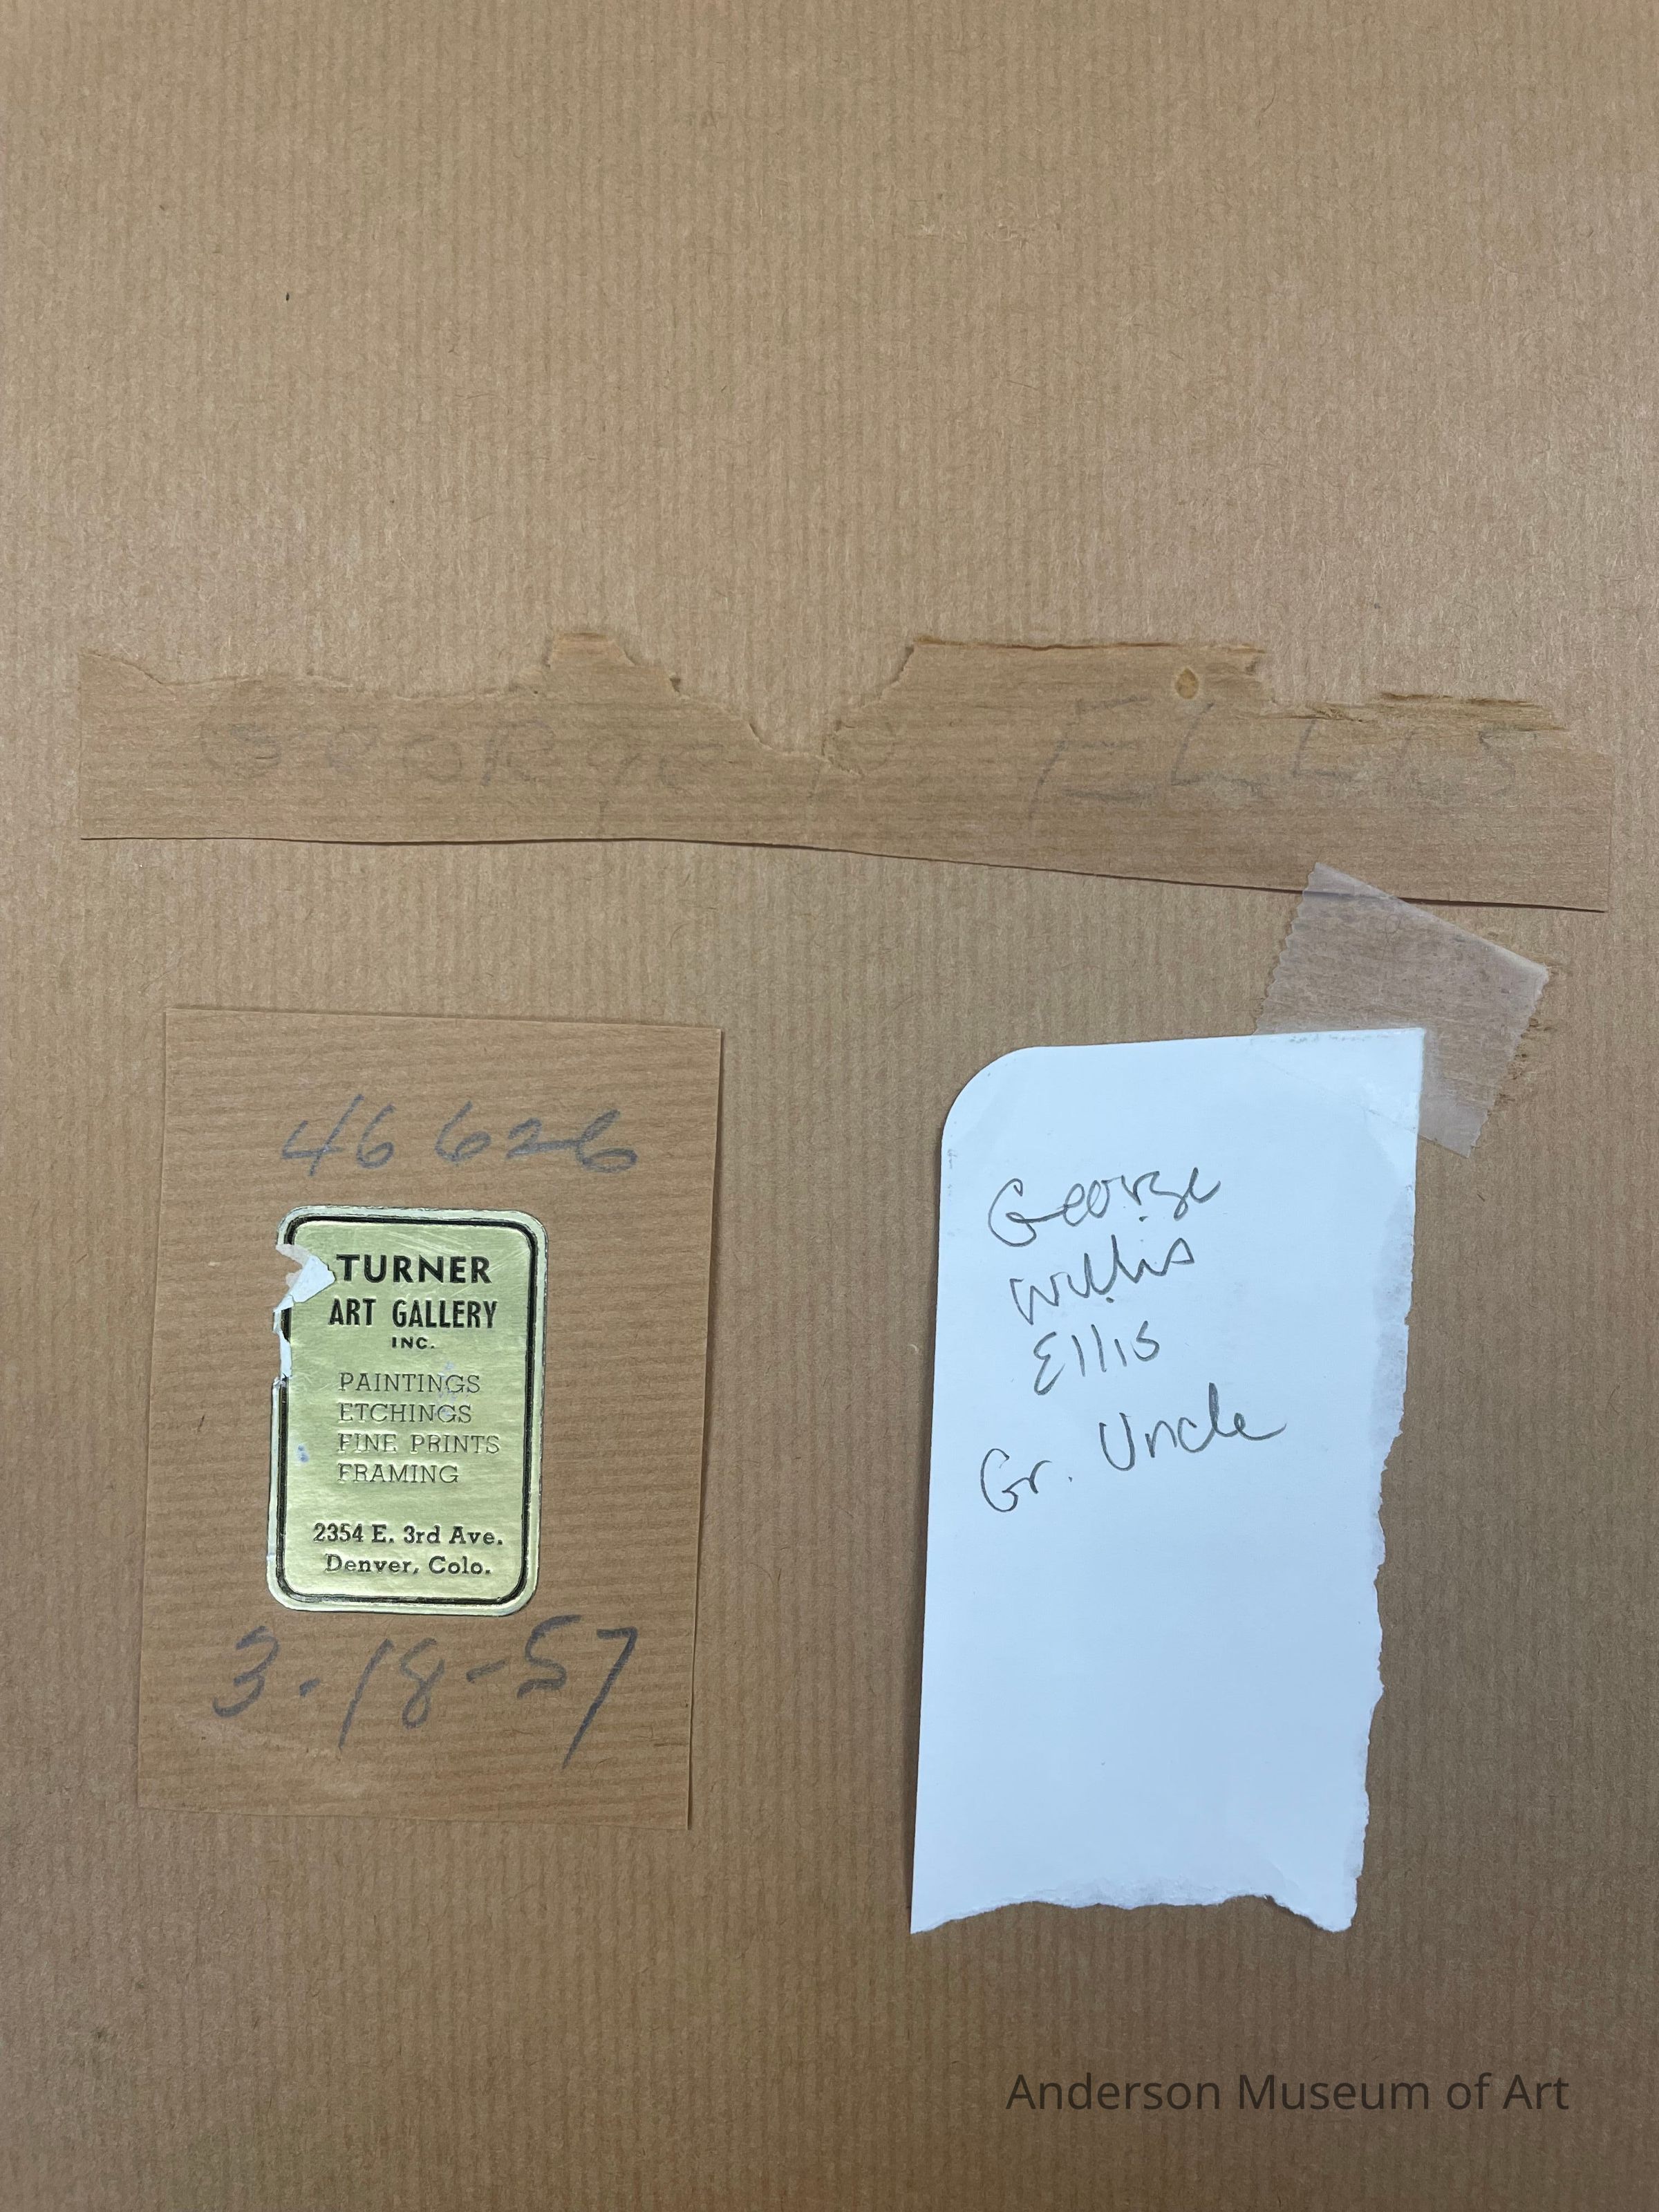 GeORge W. ELLIS
46626
TURNER
ART GALLERY
INC.
PAINTINGS
ETCHINGS
FINE PRINTS
FRAMING
2354 E. 3rd Ave.
Denver, Colo.
3-18-57
George
Willis
Ellis
Gr. Uncle
Anderson Museum of Art